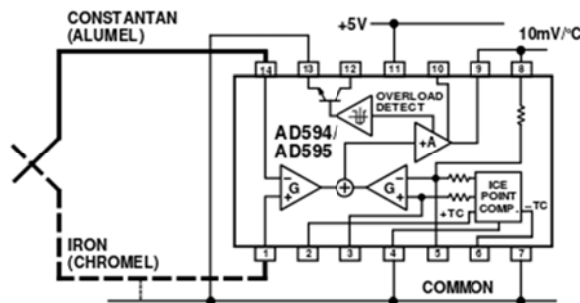 CONSTANTAN
(ALUMEL)
+5V
10mV/°C
14 13 12 11 10 9 8
OVERLOAD
DETECT
AD594/
AD595
+A
G
G
ICE
POINT
COMP.
+TC
–TC
IRON
(CHROMEL)
1 2 3 4 5 6 7
COMMON